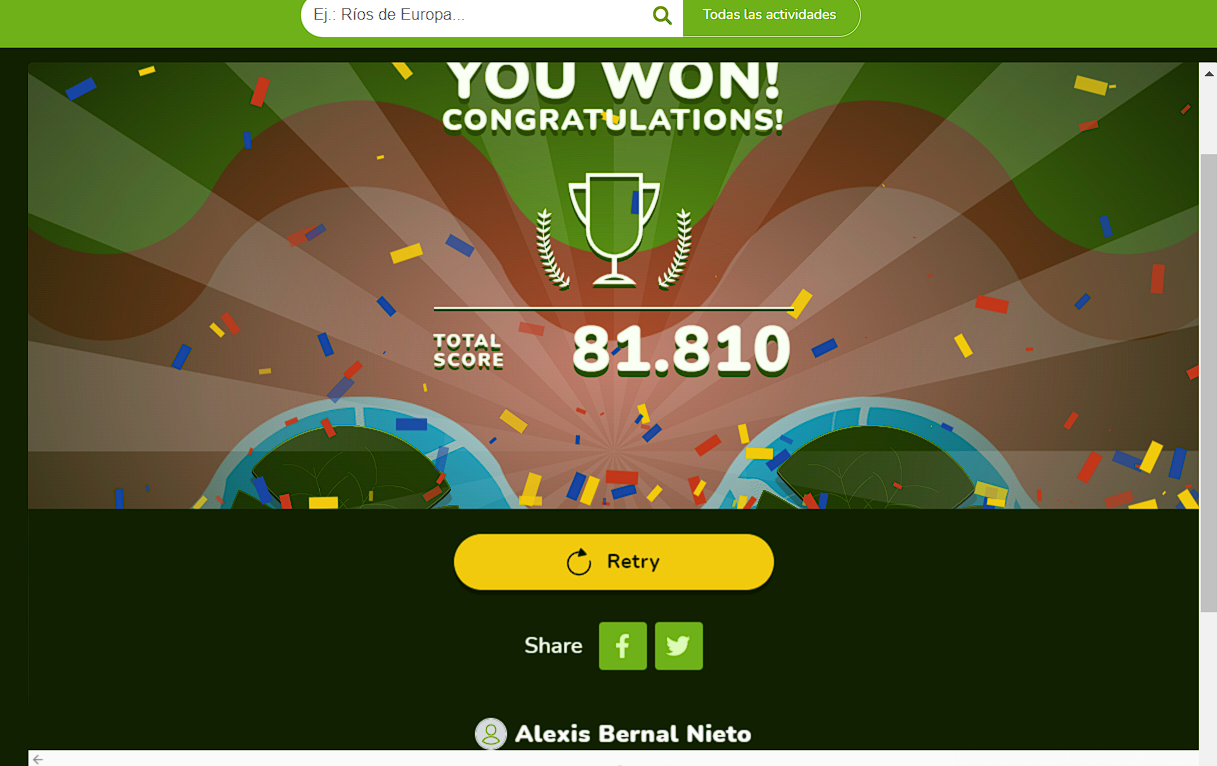 Ej.: Ríos de Europa...
Todas las actividades
YOU WON!
CONGRATULATIONS!
TOTAL
SCORE
81.810
Retry
Share
Alexis Bernal Nieto